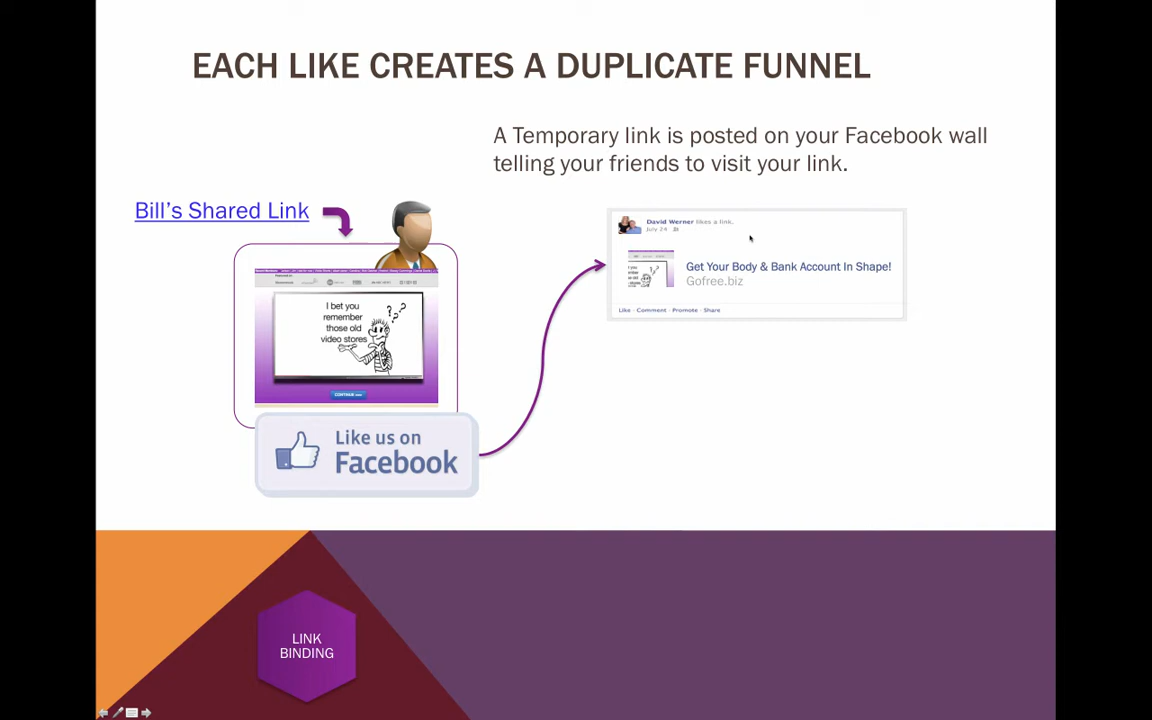 EACH LIKE CREATES A DUPLICATE FUNNEL
A Temporary link is posted on your Facebook wall
telling your friends to visit your link.
Bill's Shared Link
David Werner likes a link.
July 24
Get Your Body & Bank Account In Shape!
Gofree.biz
Like · Comment · Promote · Share
I bet you
remember
those old
video stores
CONTINUE
Like us on
Facebook
LINK
BINDING